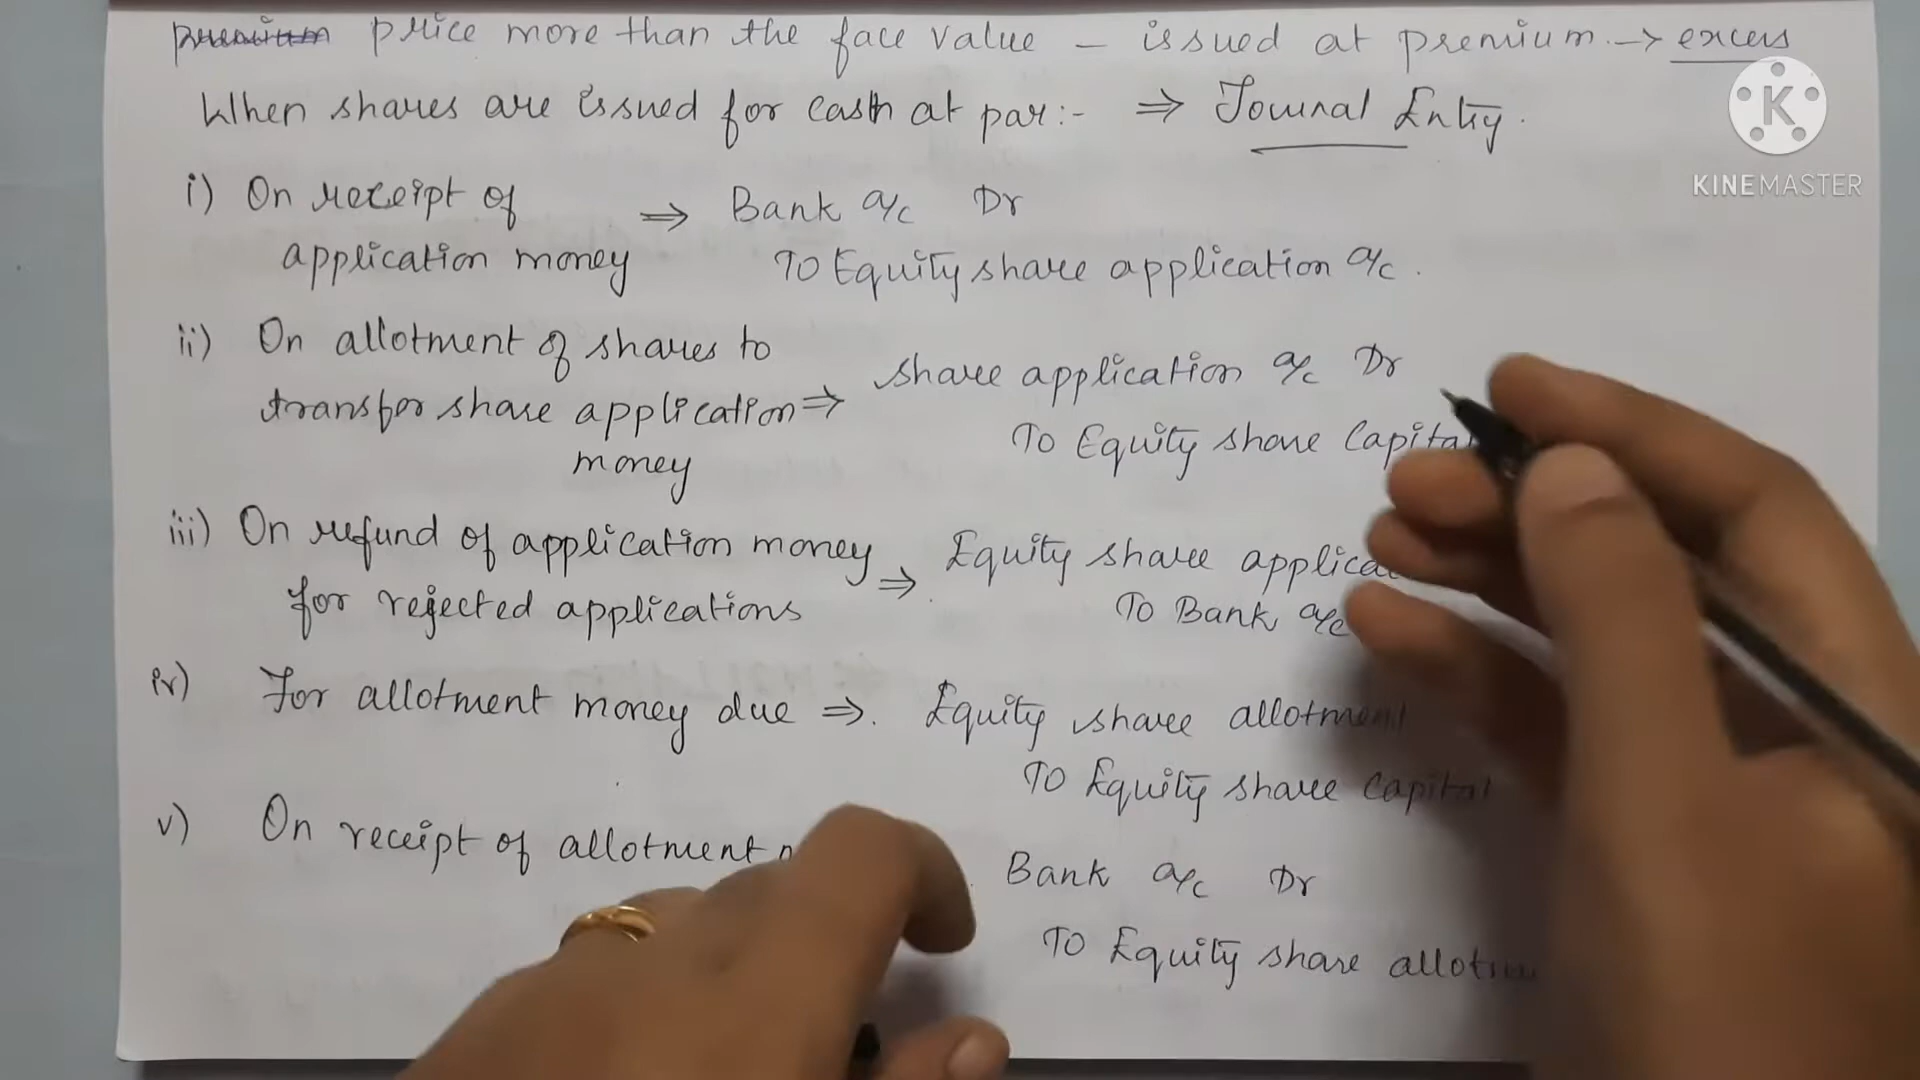 price more than the face value – issued at premium. → excess
When shares are issued for cash at par:- ⇒ Journal Entry.
KINEMASTER
i) On receipt of ⇒ Bank a/c Dr
application money To Equity share application a/c.
ii) On allotment of shares to
transfor share application ⇒ share application a/c Dr
money To Equity share Capital
iii) On refund of application money ⇒ Equity share
for rejected applications To Bank a/c
iv) For allotment money due ⇒. Equity share allotment
To Equity share Capital
v) On receipt of allotment Bank a/c Dr
To Equity share